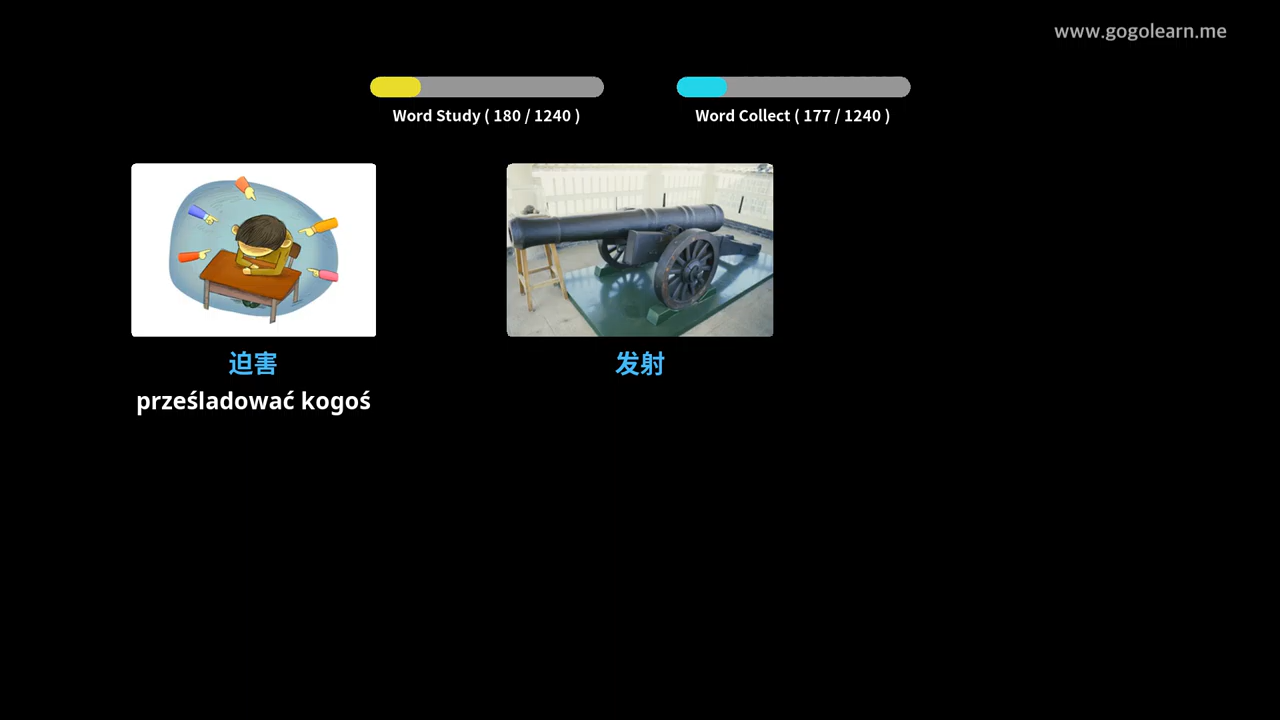 www.gogolearn.me
Word Study ( 180 / 1240 )
Word Collect ( 177 / 1240 )
迫害
prześladować kogoś
发射